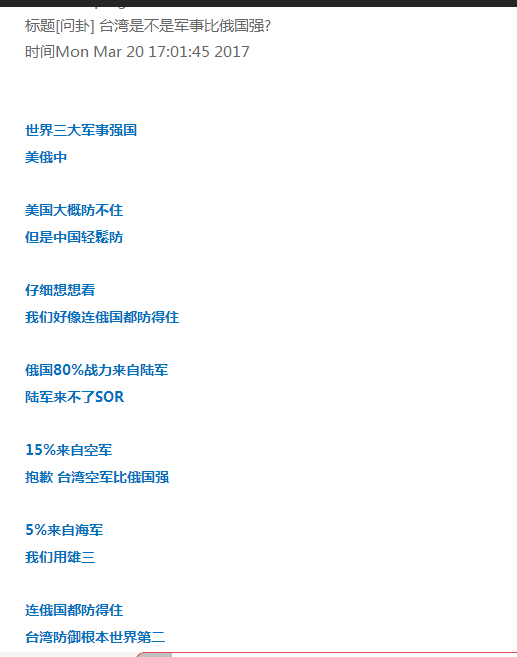 标题[问卦] 台湾是不是军事比俄国强?
时间Mon Mar 20 17:01:45 2017
世界三大军事强国
美俄中
美国大概防不住
但是中国轻鬆防
仔细想想看
我们好像连俄国都防得住
俄国80%战力来自陆军
陆军来不了SOR
15%来自空军
抱歉 台湾空军比俄国强
5%来自海军
我们用雄三
连俄国都防得住
台湾防御根本世界第二